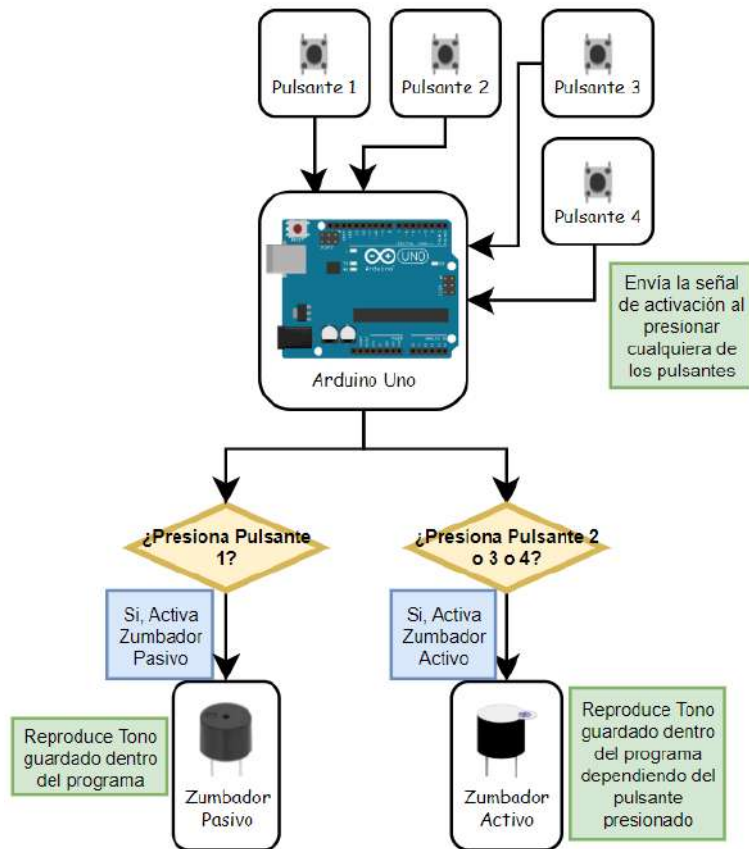 Pulsante 1
Pulsante 2
Pulsante 3
Pulsante 4
UNO
Arduino
Arduino Uno
Envía la señal
de activación al
presionar
cualquiera de
los pulsantes
¿Presiona Pulsante
1?
¿Presiona Pulsante 2
o 3 o 4?
Si, Activa
Zumbador
Pasivo
Si, Activa
Zumbador
Activo
Reproduce Tono
guardado dentro
del programa
Zumbador
Pasivo
Zumbador
Activo
Reproduce Tono
guardado dentro
del programa
dependiendo del
pulsante
presionado